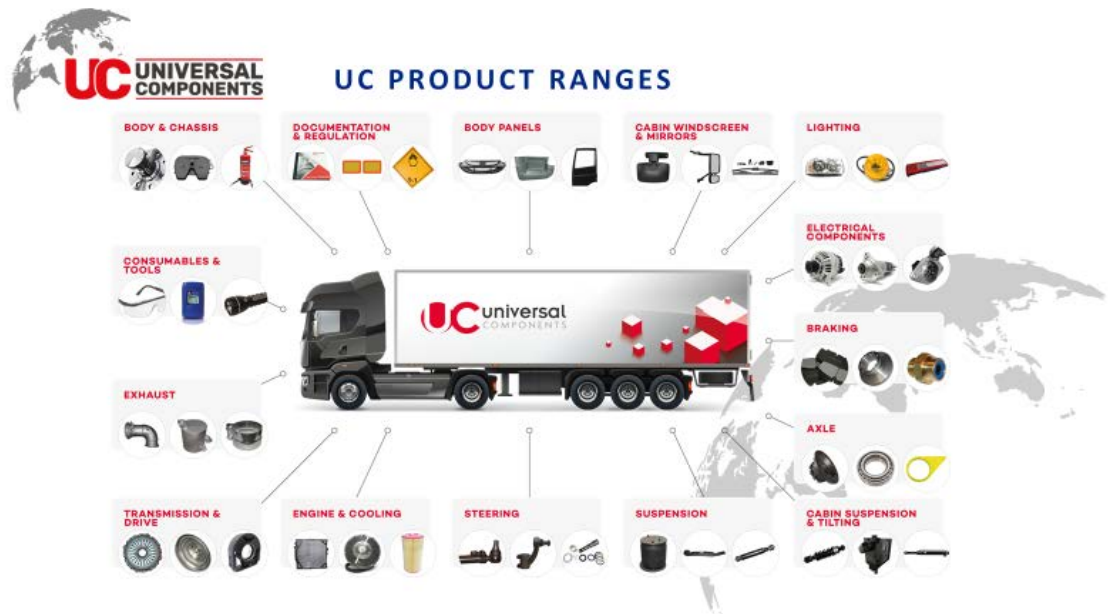 UC UNIVERSAL
COMPONENTS
UC PRODUCT RANGES
BODY & CHASSIS
DOCUMENTATION
& REGULATION
BODY PANELS
CABIN WINDSCREEN
& MIRRORS
LIGHTING
CONSUMABLES &
TOOLS
ELECTRICAL
COMPONENTS
UC universal
COMPONENTS
BRAKING
EXHAUST
AXLE
TRANSMISSION &
DRIVE
ENGINE & COOLING
STEERING
SUSPENSION
CABIN SUSPENSION
& TILTING